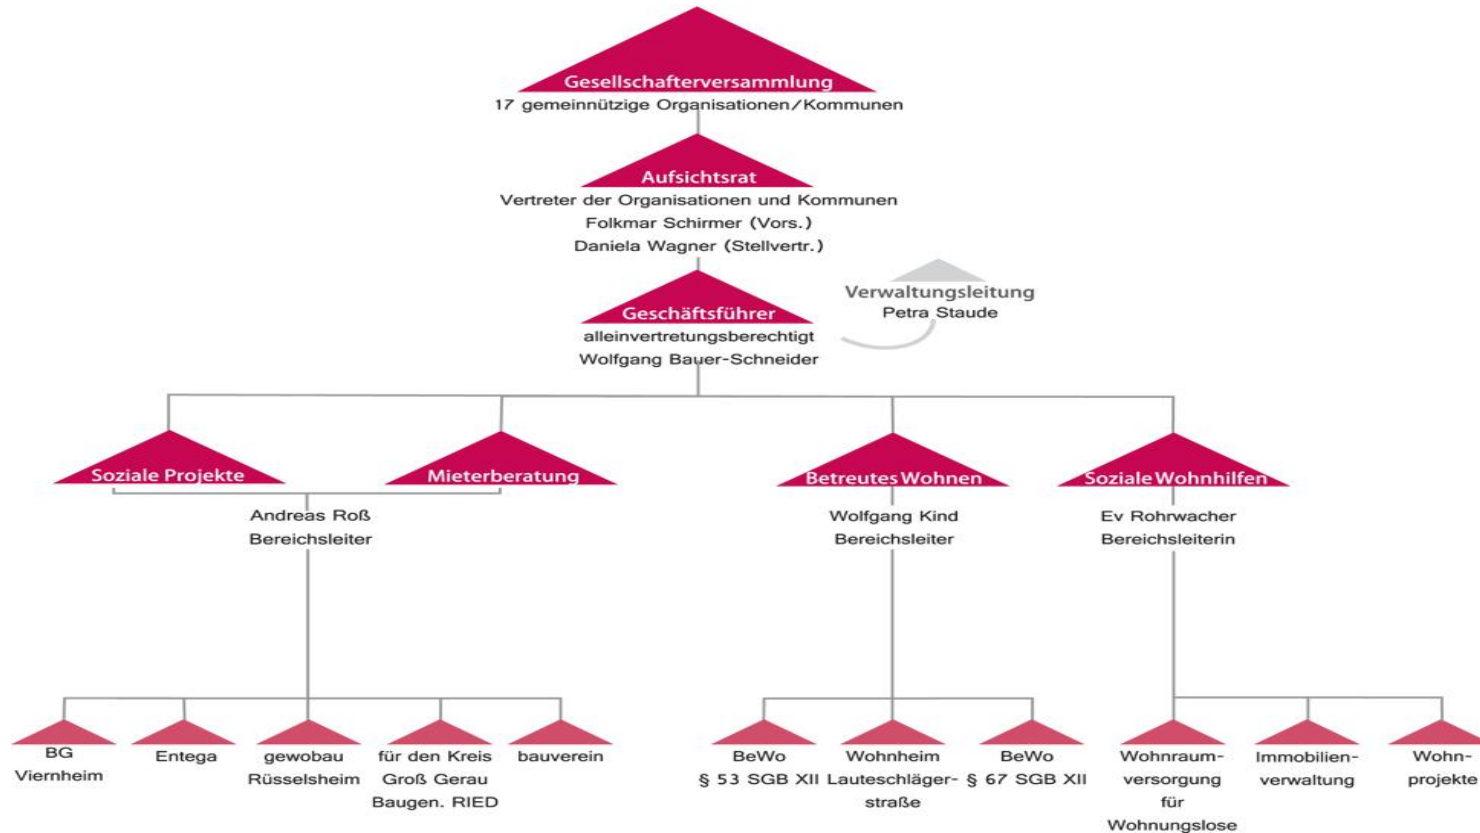 Gesellschafterversammlung
17 gemeinnützige Organisationen/Kommunen
Aufsichtsrat
Vertreter der Organisationen und Kommunen
Folkmar Schirmer (Vors.)
Daniela Wagner (Stellvertr.)
Geschäftsführer
alleinvertretungsberechtigt
Wolfgang Bauer-Schneider
Verwaltungsleitung
Petra Staude
Soziale Projekte
Mieterberatung
Andreas Roß
Bereichsleiter
Betreutes Wohnen
Wolfgang Kind
Bereichsleiter
Soziale Wohnhilfen
Ev Rohrwacher
Bereichsleiterin
BG
Viernheim
Entega
gewobau
Rüsselsheim
für den Kreis
Groß Gerau
Baugen. RIED
bauverein
BeWo
§ 53 SGB XII
Wohnheim
Lauteschläger-
straße
BeWo
§ 67 SGB XII
Wohnraum-
versorgung
für
Wohnungslose
Immobilien-
verwaltung
Wohn-
projekte